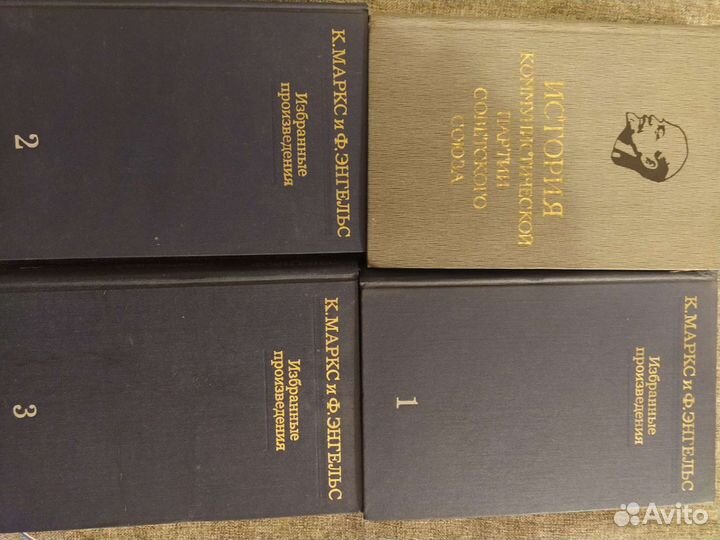 К. МАРКС и Ф. ЭНГЕЛЬС
Избранные
произведения
2
ИСТОРИЯ
КОММУНИСТИЧЕСКОЙ
ПАРТИИ
СОВЕТСКОГО
СОЮЗА
К. МАРКС и Ф. ЭНГЕЛЬС
Избранные
произведения
3
К. МАРКС и Ф. ЭНГЕЛЬС
Избранные
произведения
1
Avito